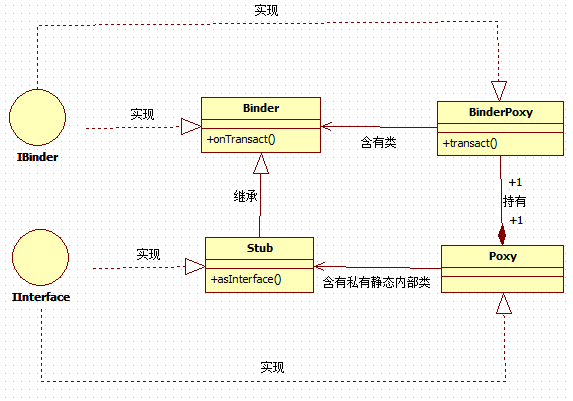 实现
IBinder
实现
Binder
+onTransact()
含有类
BinderPoxy
+transact()
继承
+1
持有
+1
IInterface
实现
Stub
+asInterface()
含有私有静态内部类
Poxy
实现